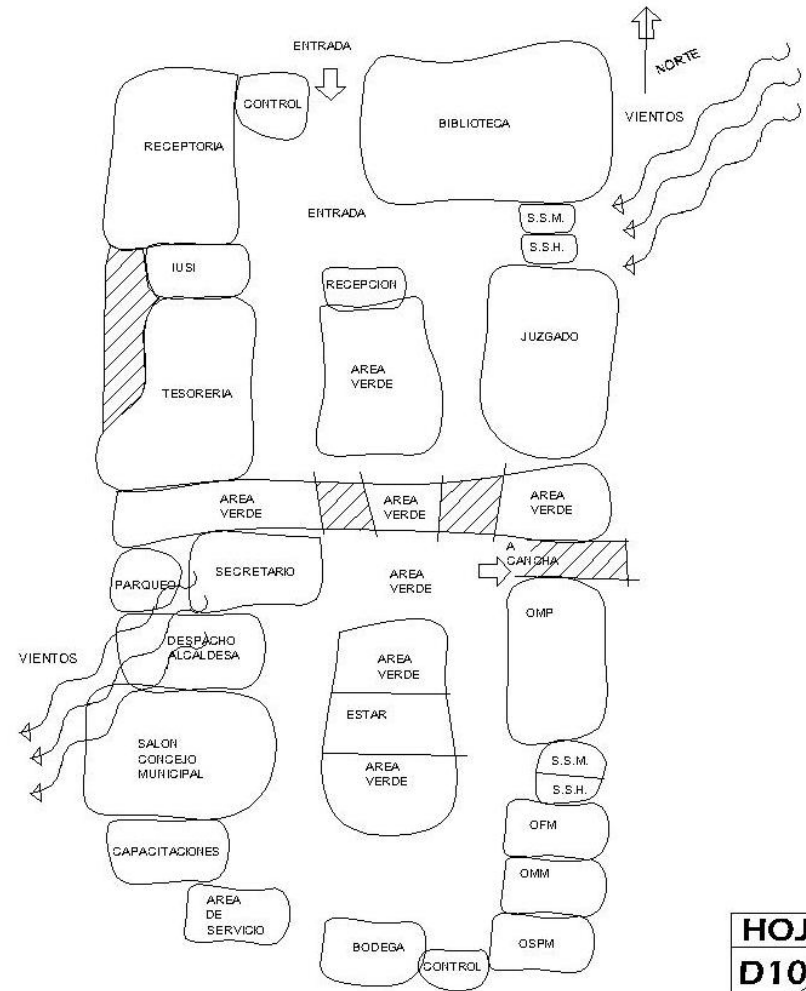 ENTRADA
NORTE
CONTROL
VIENTOS
BIBLIOTECA
RECEPTORIA
ENTRADA
S.S.M.
S.S.H.
IUSI
RECEPCION
JUZGADO
AREA
VERDE
TESORERIA
AREA
VERDE
AREA
VERDE
AREA
VERDE
A
CANCHA
PARQUEO
SECRETARIO
AREA
VERDE
OMP
DESPACHO
ALCALDESA
VIENTOS
AREA
VERDE
ESTAR
SALON
CONCEJO
MUNICIPAL
AREA
VERDE
S.S.M.
S.S.H.
OFM
CAPACITACIONES
OMM
AREA
DE
SERVICIO
BODEGA
CONTROL
OSPM
HOJ
D10